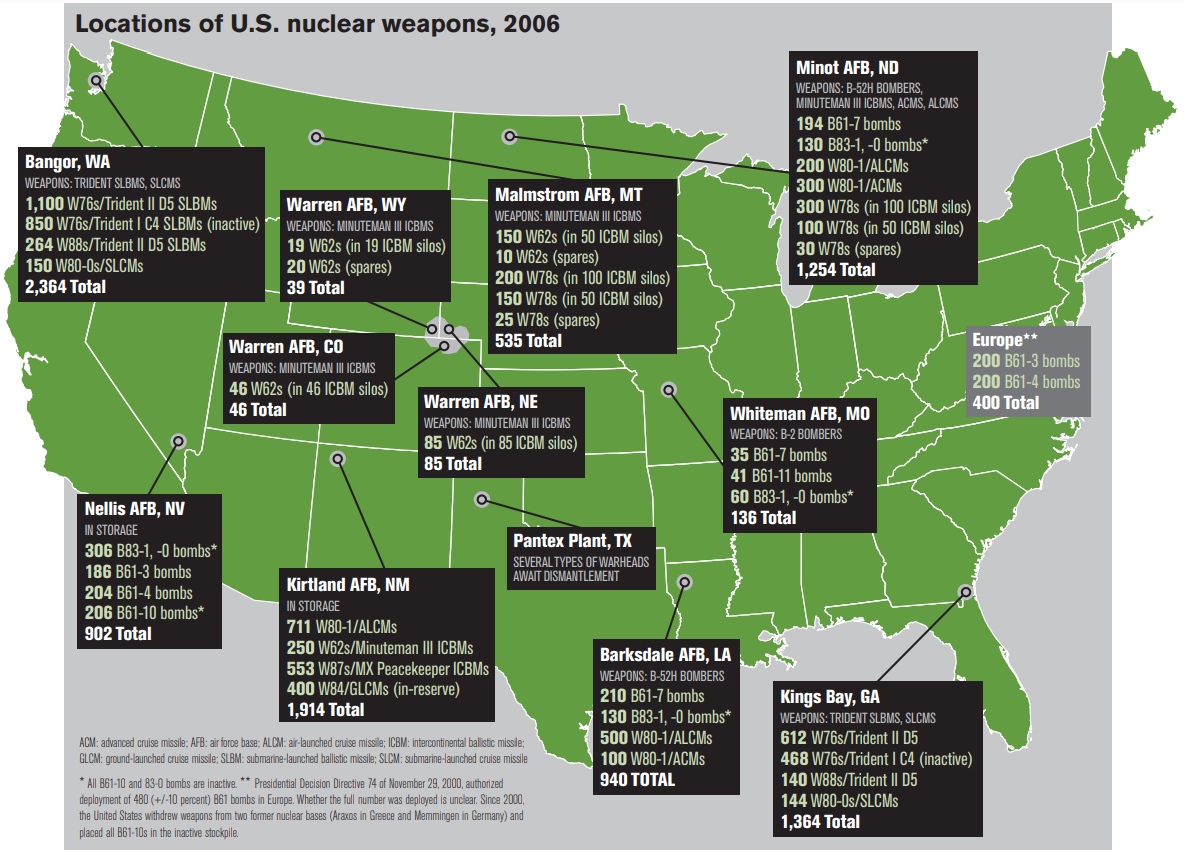 Locations of U.S. nuclear weapons, 2006
Bangor, WA
WEAPONS: TRIDENT SLBMS, SLCMS
1,100 W76s/Trident II D5 SLBMs
850 W76s/Trident I C4 SLBMs (inactive)
264 W88s/Trident II D5 SLBMs
150 W80-0s/SLCMs
2,364 Total
Warren AFB, WY
WEAPONS: MINUTEMAN III ICBMS
19 W62s (in 19 ICBM silos)
20 W62s (spares)
39 Total
Malmstrom AFB, MT
WEAPONS: MINUTEMAN III ICBMS
150 W62s (in 50 ICBM silos)
10 W62s (spares)
200 W78s (in 100 ICBM silos)
150 W78s (in 50 ICBM silos)
25 W78s (spares)
535 Total
Minot AFB, ND
WEAPONS: B-52H BOMBERS,
MINUTEMAN III ICBMS, ACMS, ALCMS
194 B61-7 bombs
130 B83-1, -0 bombs*
200 W80-1/ALCMs
300 W80-1/ACMs
300 W78s (in 100 ICBM silos)
100 W78s (in 50 ICBM silos)
30 W78s (spares)
1,254 Total
Warren AFB, CO
WEAPONS: MINUTEMAN III ICBMS
46 W62s (in 46 ICBM silos)
46 Total
Warren AFB, NE
WEAPONS: MINUTEMAN III ICBMS
85 W62s (in 85 ICBM silos)
85 Total
Europe**
200 B61-3 bombs
200 B61-4 bombs
400 Total
Whiteman AFB, MO
WEAPONS: B-2 BOMBERS
35 B61-7 bombs
41 B61-11 bombs
60 B83-1, -0 bombs*
136 Total
Nellis AFB, NV
IN STORAGE
306 B83-1, -0 bombs*
186 B61-3 bombs
204 B61-4 bombs
206 B61-10 bombs*
902 Total
Kirtland AFB, NM
IN STORAGE
711 W80-1/ALCMs
250 W62s/Minuteman III ICBMs
553 W87s/MX Peacekeeper ICBMs
400 W84/GLCMs (in-reserve)
1,914 Total
Pantex Plant, TX
SEVERAL TYPES OF WARHEADS
AWAIT DISMANTLEMENT
Barksdale AFB, LA
WEAPONS: B-52H BOMBERS
210 B61-7 bombs
130 B83-1, -0 bombs*
500 W80-1/ALCMs
100 W80-1/ACMs
940 TOTAL
Kings Bay, GA
WEAPONS: TRIDENT SLBMS, SLCMS
612 W76s/Trident II D5
468 W76s/Trident I C4 (inactive)
140 W88s/Trident II D5
144 W80-0s/SLCMs
1,364 Total
ACM: advanced cruise missile; AFB: air force base; ALCM: air-launched cruise missile; ICBM: intercontinental ballistic missile;
GLCM: ground-launched cruise missile; SLBM: submarine-launched ballistic missile; SLCM: submarine-launched cruise missile
* All B61-10 and 83-0 bombs are inactive. ** Presidential Decision Directive 74 of November 29, 2000, authorized
deployment of 480 (+/-10 percent) B61 bombs in Europe. Whether the full number was deployed is unclear. Since 2000,
the United States withdrew weapons from two former nuclear bases (Araxos in Greece and Memmingen in Germany) and
placed all B61-10s in the inactive stockpile.